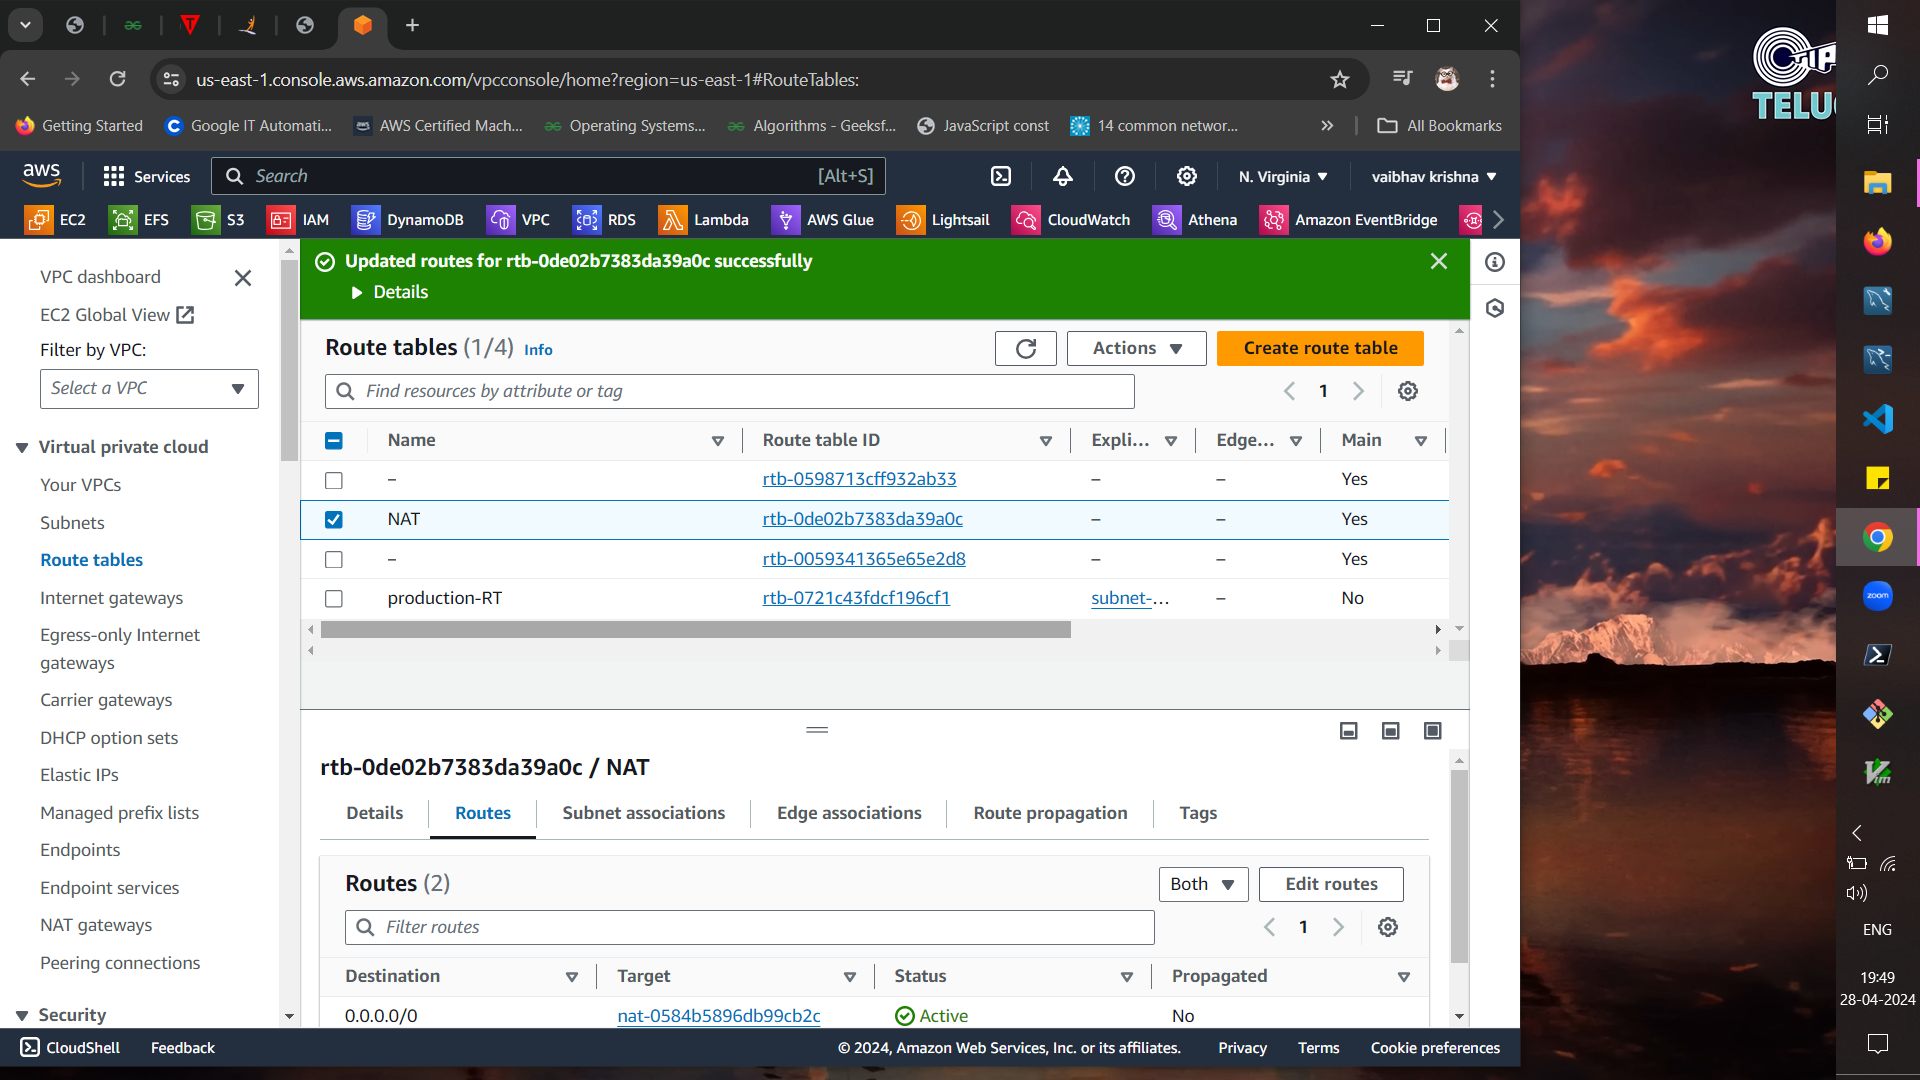 us-east-1.console.aws.amazon.com/vpcconsole/home?region=us-east-1#RouteTables:
Getting Started
Google IT Automati...
AWS Certified Mach...
Operating Systems...
Algorithms - Geeksf...
JavaScript const
14 common networ...
»
All Bookmarks
aws
Services
Search
[Alt+S]
N. Virginia
vaibhav krishna
EC2
EFS
S3
IAM
DynamoDB
VPC
RDS
Lambda
AWS Glue
Lightsail
CloudWatch
Athena
Amazon EventBridge
VPC dashboard
EC2 Global View
Filter by VPC:
Select a VPC
Virtual private cloud
Your VPCs
Subnets
Route tables
Internet gateways
Egress-only Internet
gateways
Carrier gateways
DHCP option sets
Elastic IPs
Managed prefix lists
Endpoints
Endpoint services
NAT gateways
Peering connections
Security
Updated routes for rtb-0de02b7383da39a0c successfully
Details
Route tables (1/4) Info
Actions
Create route table
Find resources by attribute or tag
1
Name Route table ID Expli... Edge... Main
– rtb-0598713cff932ab33 – – Yes
NAT rtb-0de02b7383da39a0c – – Yes
– rtb-0059341365e65e2d8 – – Yes
production-RT rtb-0721c43fdcf196cf1 subnet-... – No
rtb-0de02b7383da39a0c / NAT
Details
Routes
Subnet associations
Edge associations
Route propagation
Tags
Routes (2)
Both
Edit routes
Filter routes
1
Destination Target Status Propagated
0.0.0.0/0 nat-0584b5896db99cb2c Active No
CloudShell
Feedback
© 2024, Amazon Web Services, Inc. or its affiliates.
Privacy
Terms
Cookie preferences
zoom
ENG
19:49
28-04-2024